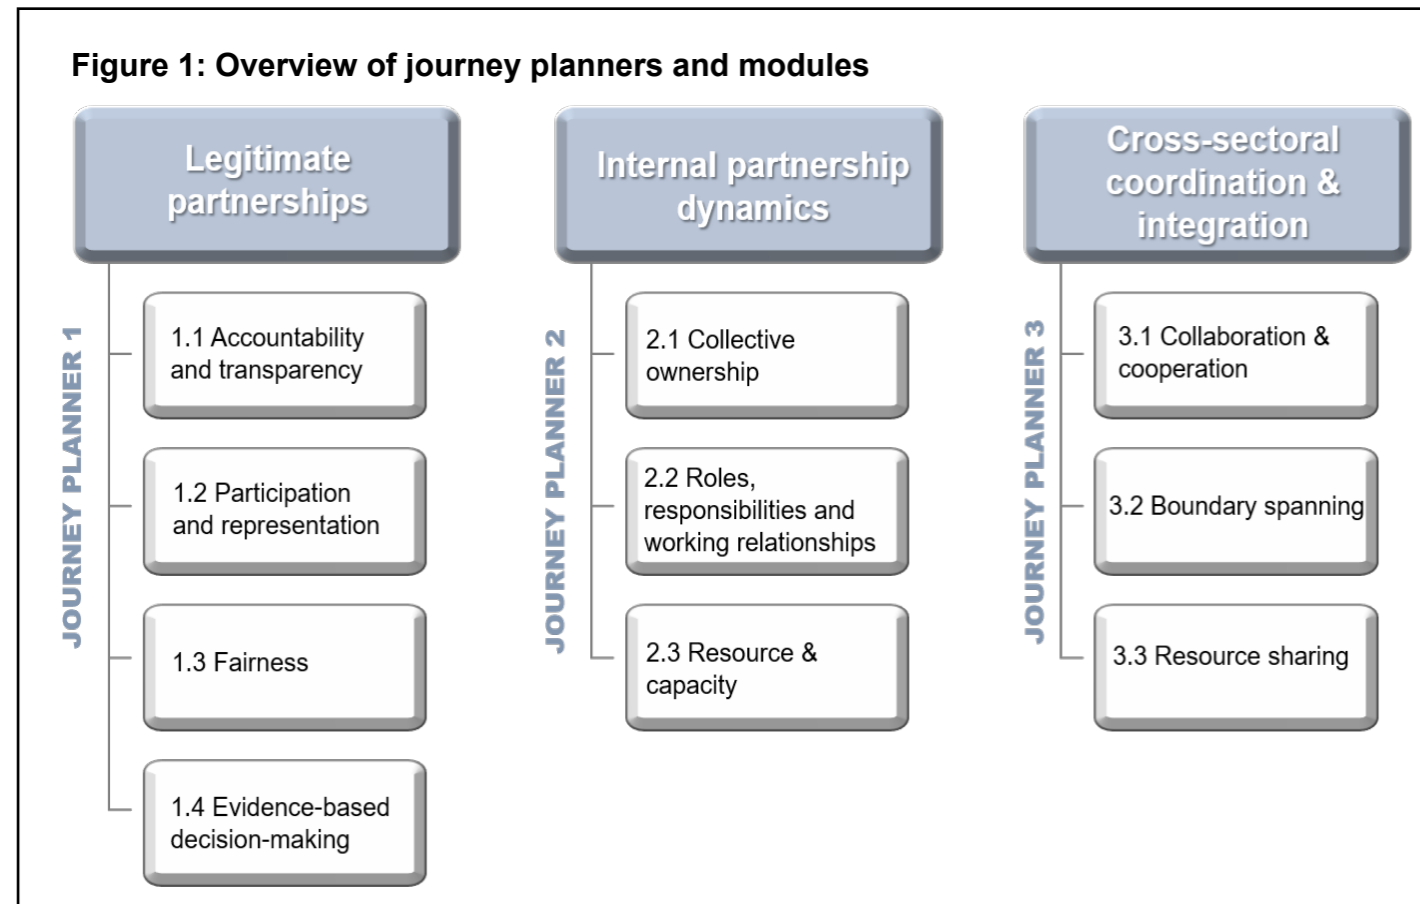 Figure 1: Overview of journey planners and modules
Legitimate
partnerships
JOURNEY PLANNER 1
1.1 Accountability
and transparency
1.2 Participation
and representation
1.3 Fairness
1.4 Evidence-based
decision-making
Internal partnership
dynamics
JOURNEY PLANNER 2
2.1 Collective
ownership
2.2 Roles,
responsibilities and
working relationships
2.3 Resource &
capacity
Cross-sectoral
coordination &
integration
JOURNEY PLANNER 3
3.1 Collaboration &
cooperation
3.2 Boundary spanning
3.3 Resource sharing